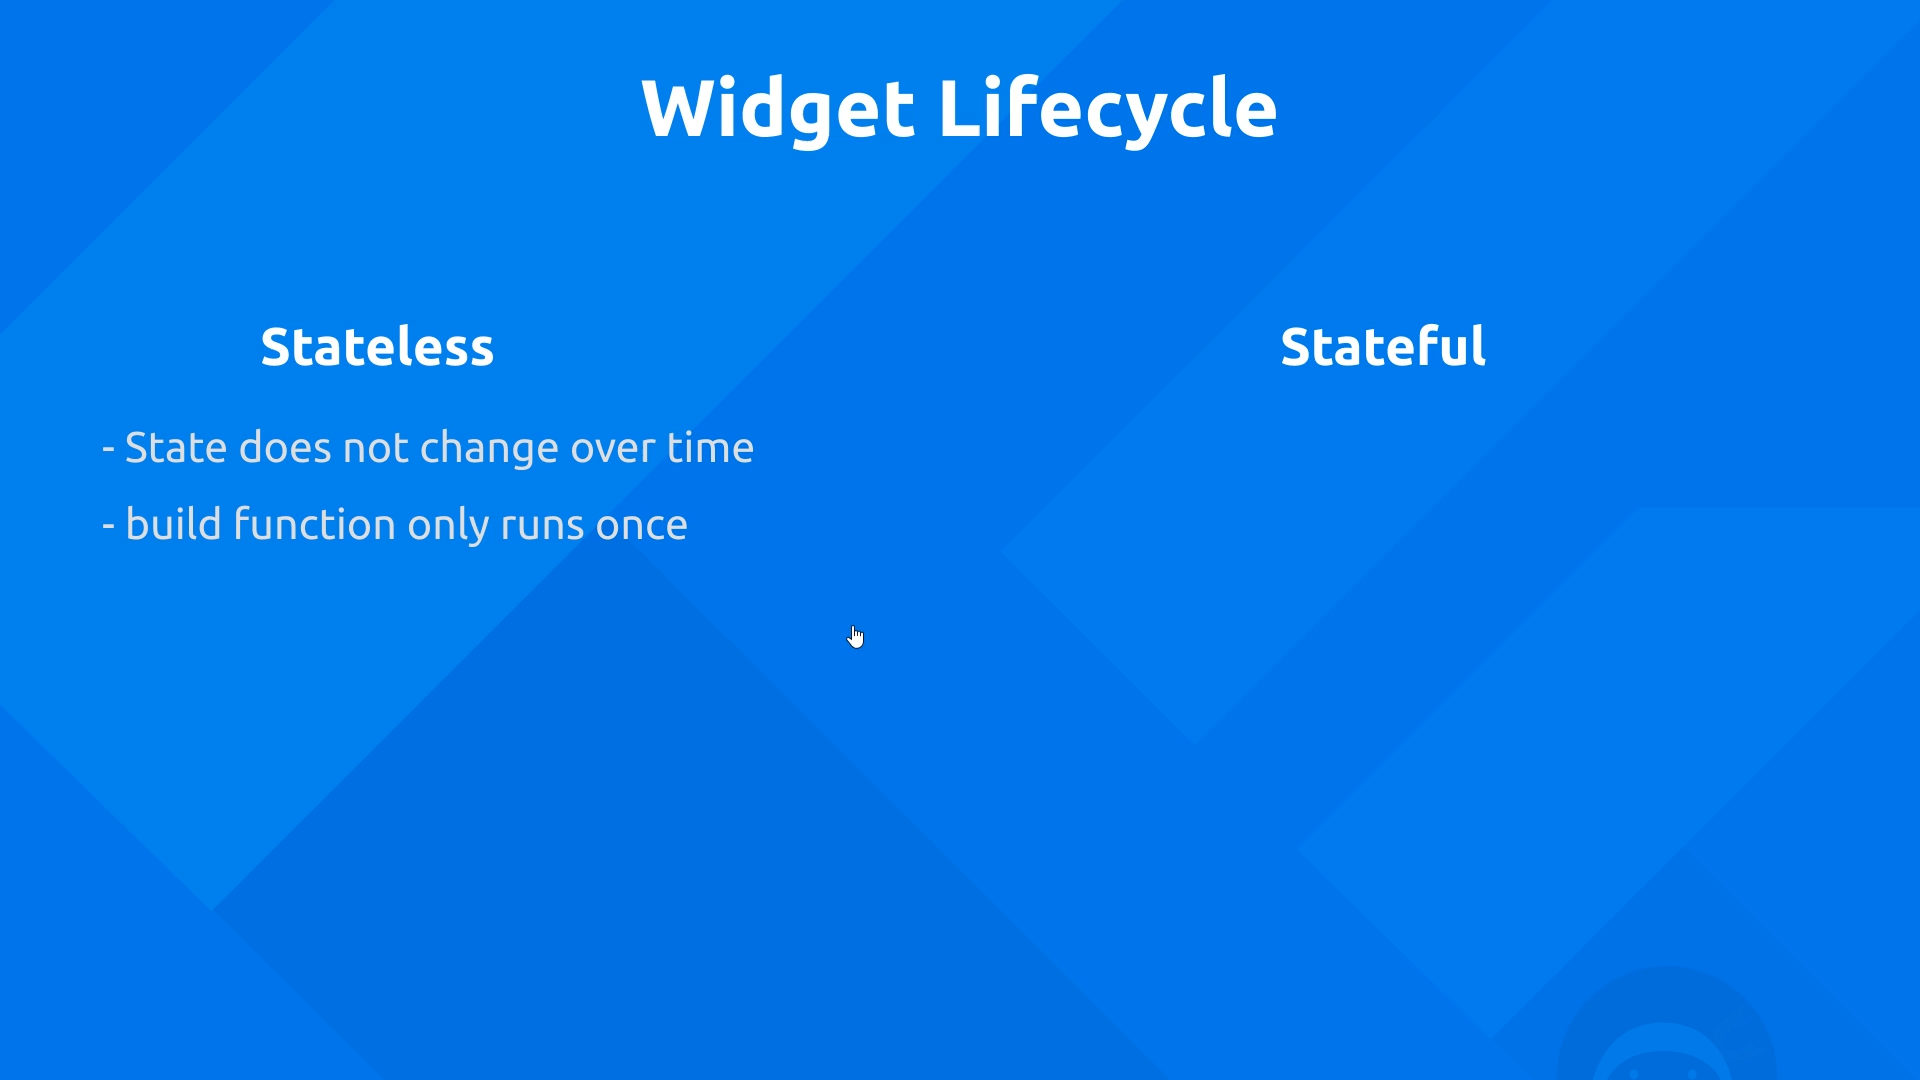 Widget Lifecycle
Stateless
- State does not change over time
- build function only runs once
Stateful